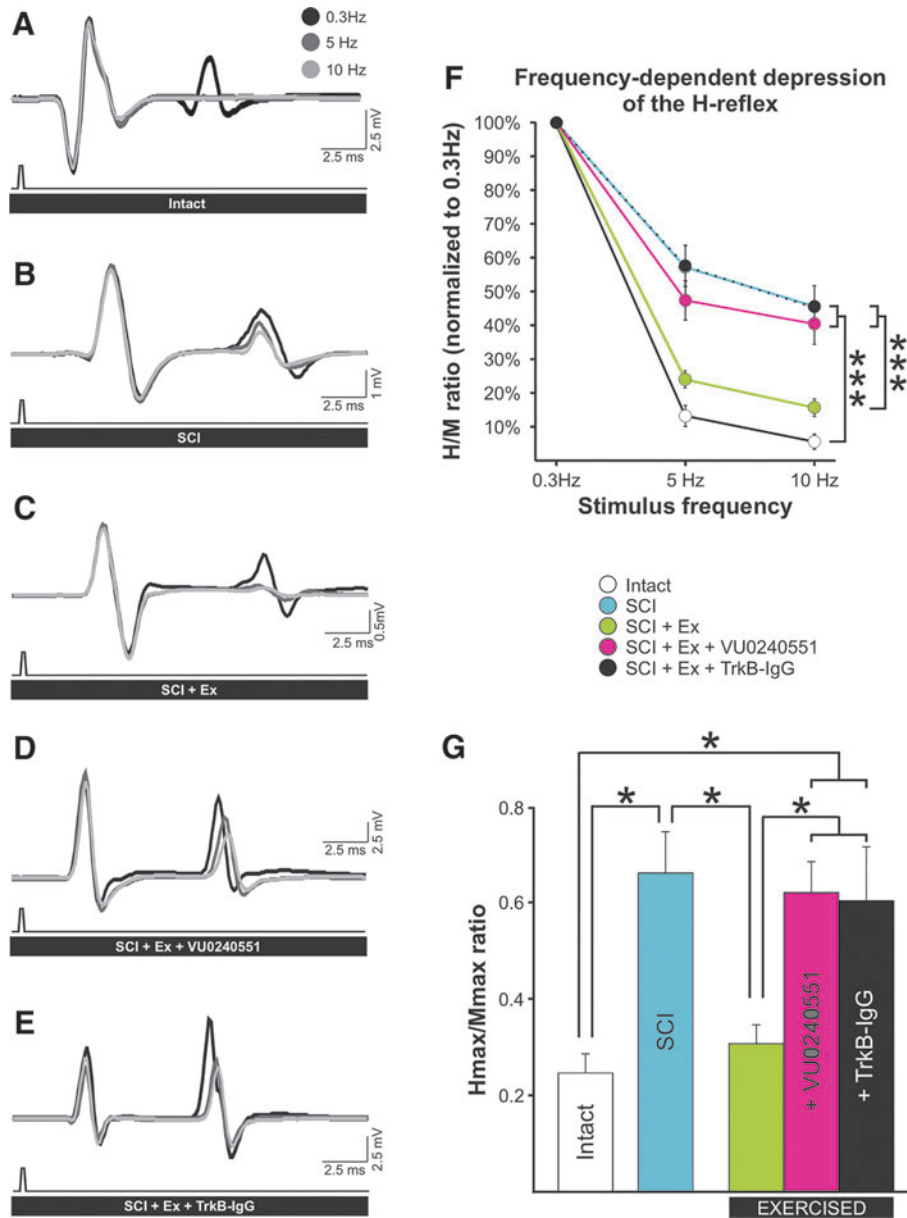 A
0.3Hz
5 Hz
10 Hz
2.5 mV
2.5 ms
Intact
B
1 mV
2.5 ms
SCI
C
0.5mV
2.5 ms
SCI + Ex
D
2.5 mV
2.5 ms
SCI + Ex + VU0240551
E
2.5 mV
2.5 ms
SCI + Ex + TrkB-IgG
F
Frequency-dependent depression
of the H-reflex
H/M ratio (normalized to 0.3Hz)
100%
90%
80%
70%
60%
50%
40%
30%
20%
10%
***
***
0.3Hz
5 Hz
10 Hz
Stimulus frequency
Intact
SCI
SCI + Ex
SCI + Ex + VU0240551
SCI + Ex + TrkB-IgG
G
Hmax/Mmax ratio
0.8
0.6
0.4
0.2
*
*
*
*
Intact
SCI
+ VU0240551
+ TrkB-IgG
EXERCISED